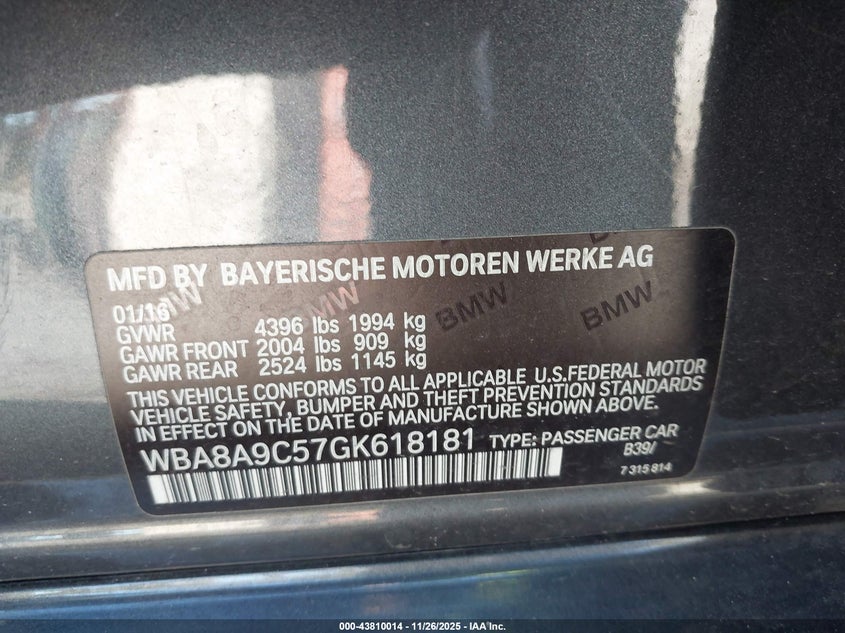 MFD BY BAYERISCHE MOTOREN WERKE AG
01/16
GVWR 4396 lbs 1994 kg
GAWR FRONT 2004 lbs 909 kg
GAWR REAR 2524 lbs 1145 kg
THIS VEHICLE CONFORMS TO ALL APPLICABLE U.S.FEDERAL MOTOR
VEHICLE SAFETY, BUMPER AND THEFT PREVENTION STANDARDS
IN EFFECT ON THE DATE OF MANUFACTURE SHOWN ABOVE.
WBA8A9C57GK618181 TYPE: PASSENGER CAR
B39/
7 315 814
BMW
BMW
BMW
000-43810014 - 11/26/2025 - IAA Inc.